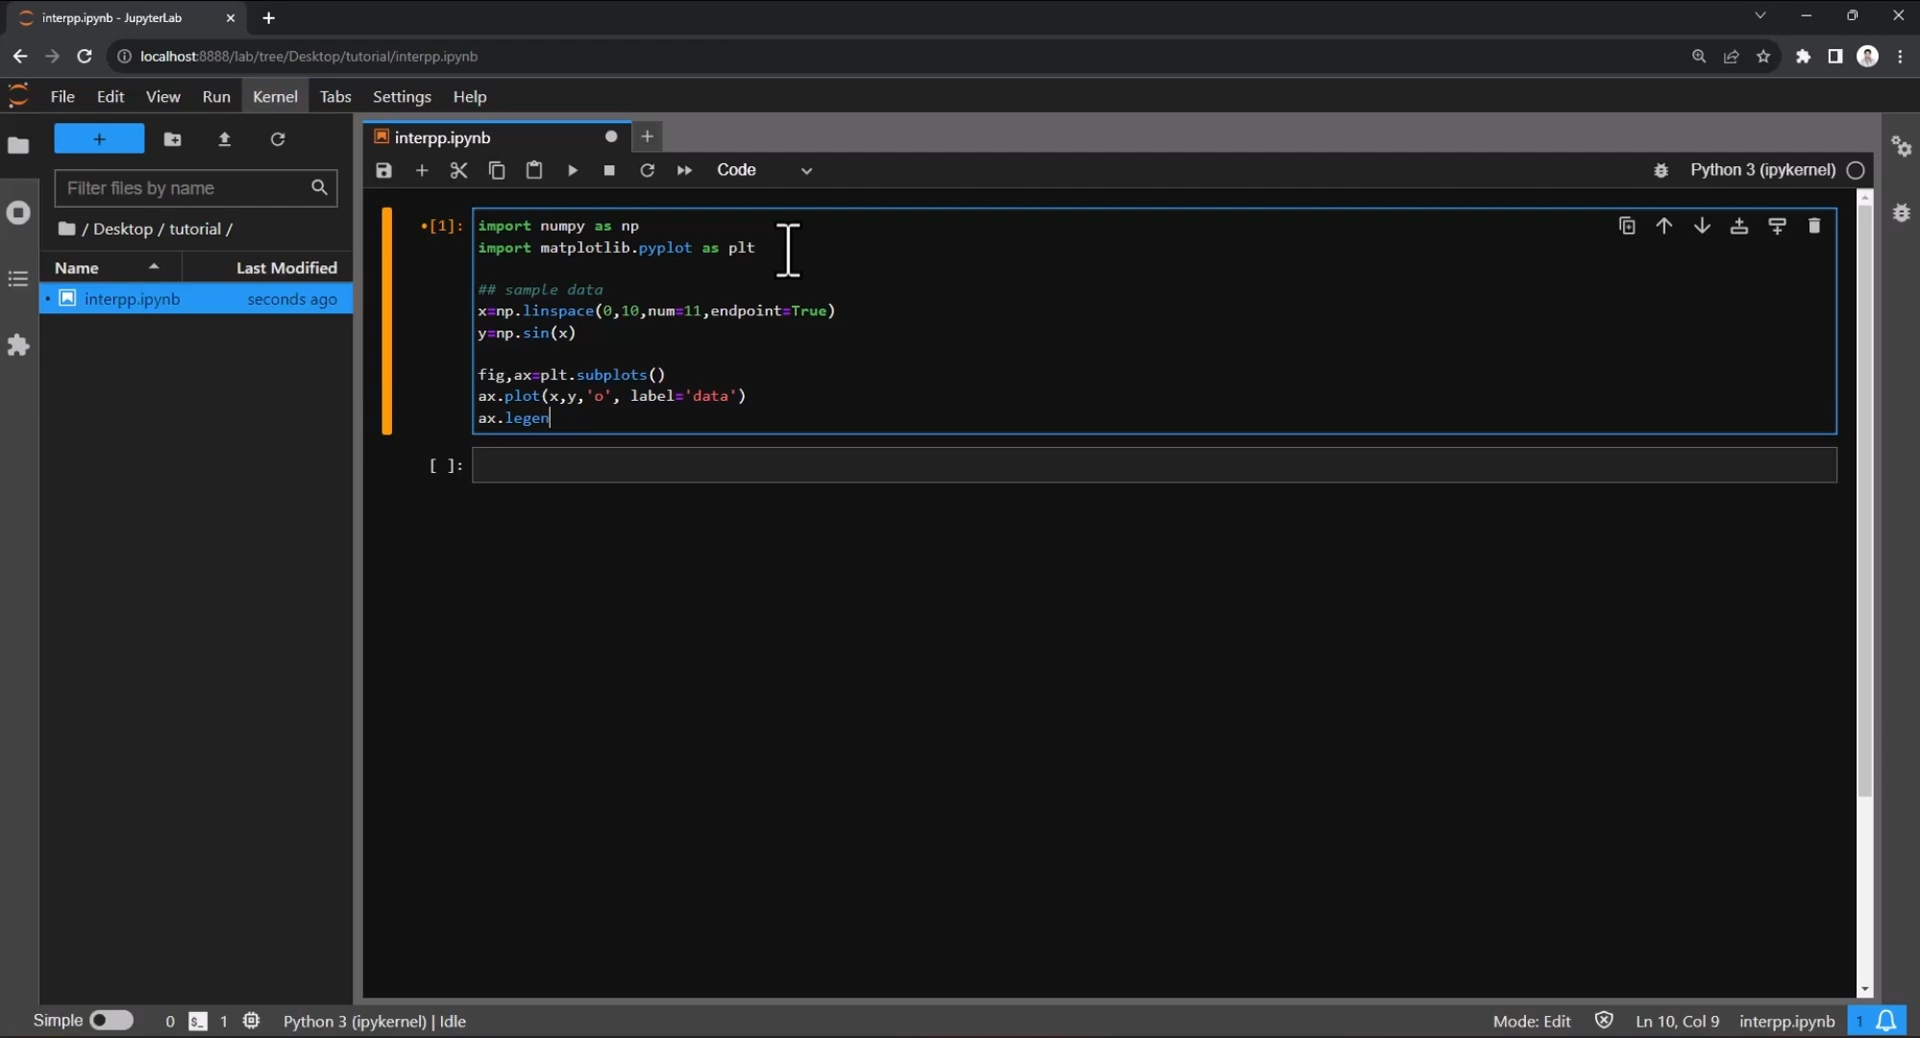 interpp.ipynb - JupyterLab
localhost:8888/lab/tree/Desktop/tutorial/interpp.ipynb
File Edit View Run Kernel Tabs Settings Help
interpp.ipynb
Code
Python 3 (ipykernel)
Filter files by name
/ Desktop / tutorial /
Name Last Modified
interpp.ipynb seconds ago
[1]:
import numpy as np
import matplotlib.pyplot as plt
## sample data
x=np.linspace(0,10,num=11,endpoint=True)
y=np.sin(x)
fig,ax=plt.subplots()
ax.plot(x,y,'o', label='data')
ax.legen
[ ]:
Simple 0 $_ 1 Python 3 (ipykernel) | Idle Mode: Edit Ln 10, Col 9 interpp.ipynb 1